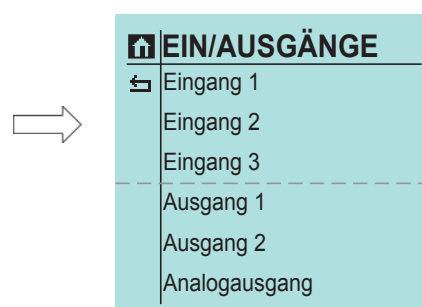 EIN/AUSGÄNGE
Eingang 1
Eingang 2
Eingang 3
Ausgang 1
Ausgang 2
Analogausgang